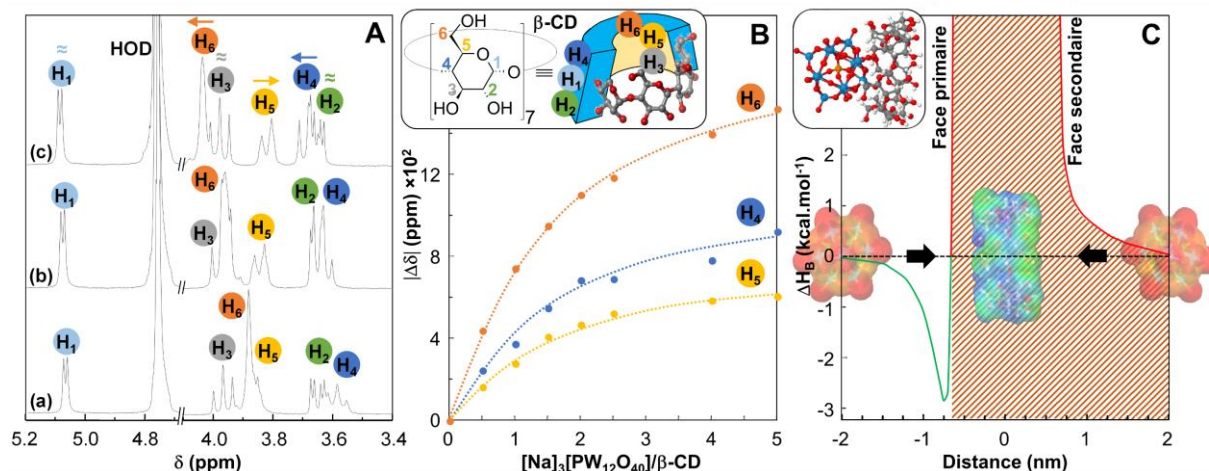 A
HOD
H₁
H₆
H₃
H₅
H₄
H₂
≈
≈
≈
(c)
H₁
H₆
H₃
H₅
H₂
H₄
(b)
H₁
H₆
H₃
H₅
H₂
H₄
(a)
5.2
5.0
4.8
4.0
3.8
3.6
3.4
δ (ppm)
B
β-CD
OH
6
5
4
O
1
O
3
2
HO
OH
7
≡
H₆
H₅
H₄
H₃
H₁
H₂
|Δδ| (ppm) ×10²
12
8
4
0
H₆
H₄
H₅
0
1
2
3
4
5
[Na]₃[PW₁₂O₄₀]/β-CD
C
Face primaire
Face secondaire
ΔH_B (kcal.mol⁻¹)
1
0
-1
-2
-3
-2
-1
0
1
2
Distance (nm)